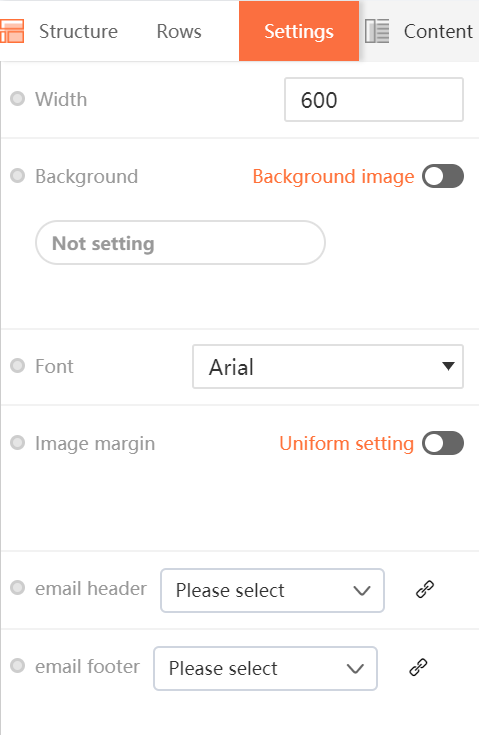 Structure Rows Settings Content
Width 600
Background Background image
Not setting
Font Arial
Image margin Uniform setting
email header Please select
email footer Please select